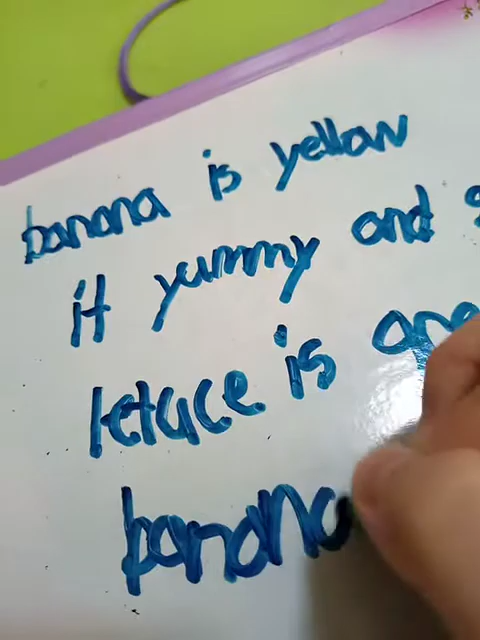 banana is yellow
it yummy and
letuce is
banana